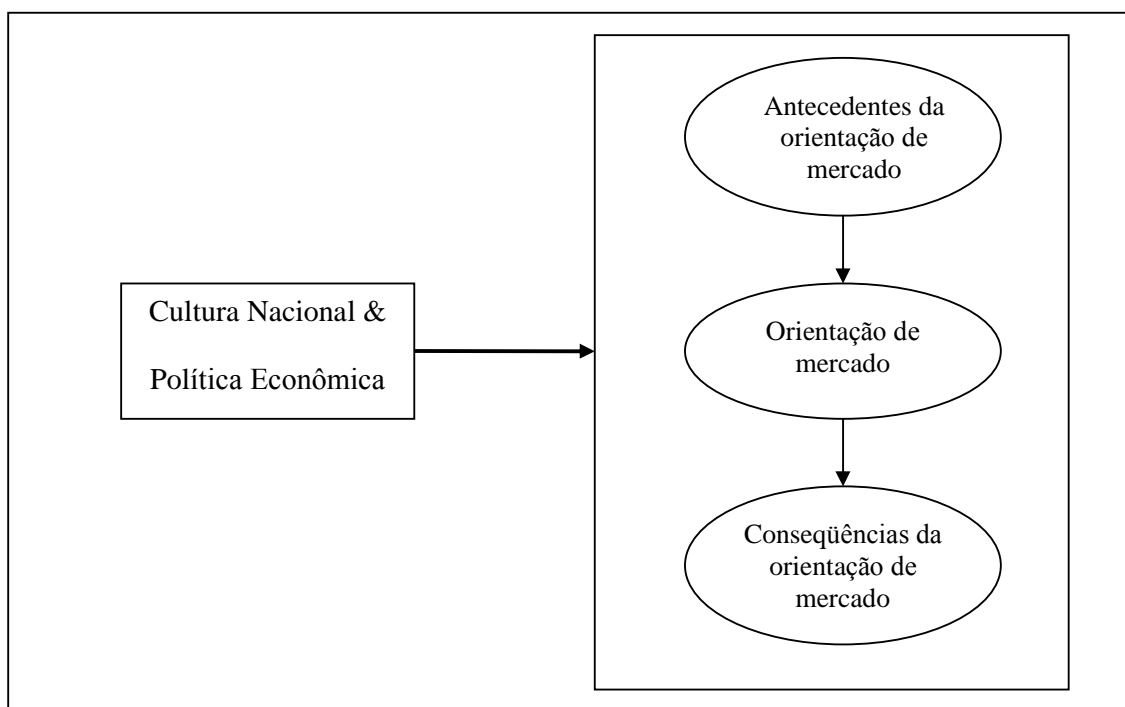 Cultura Nacional &
Política Econômica
Antecedentes da
orientação de
mercado
Orientação de
mercado
Conseqüências da
orientação de
mercado